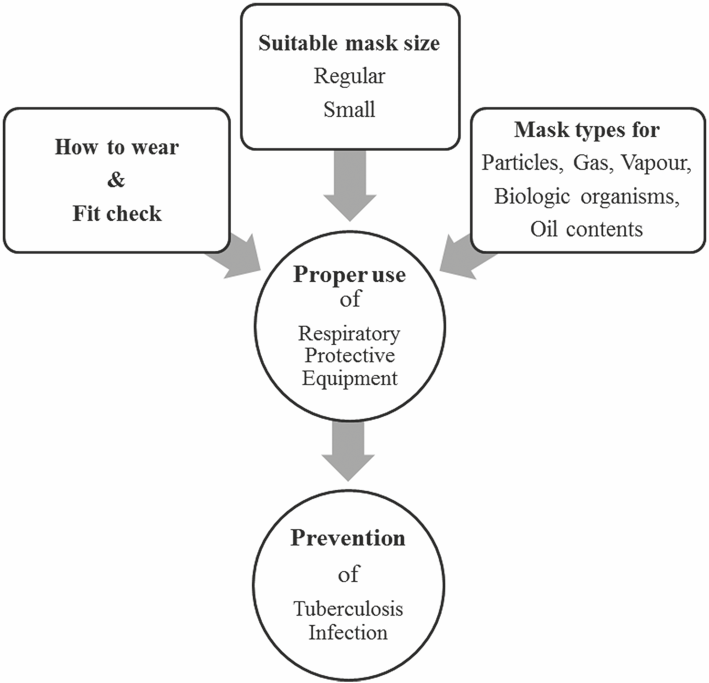 Suitable mask size
Regular
Small
How to wear
&
Fit check
Mask types for
Particles, Gas, Vapour,
Biologic organisms,
Oil contents
Proper use
of
Respiratory
Protective
Equipment
Prevention
of
Tuberculosis
Infection